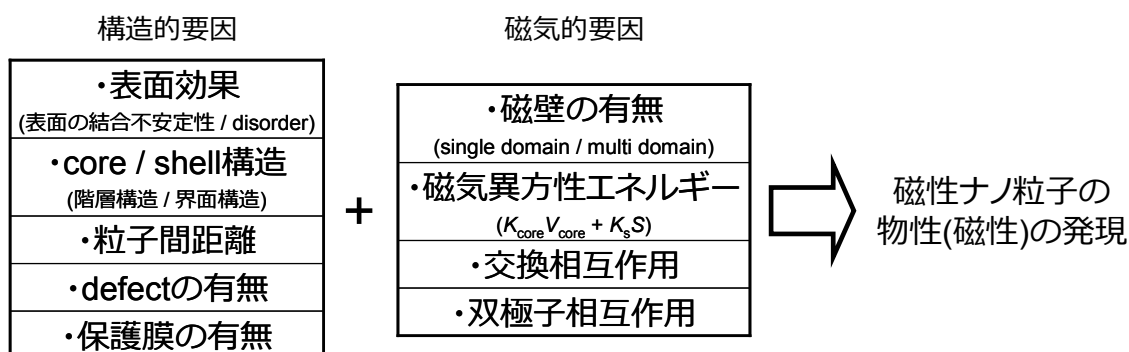 構造的要因
・表面効果
(表面の結合不安定性 / disorder)
・core / shell構造
(階層構造 / 界面構造)
・粒子間距離
・defectの有無
・保護膜の有無
+
磁気的要因
・磁壁の有無
(single domain / multi domain)
・磁気異方性エネルギー
(KcoreVcore + KsS)
・交換相互作用
・双極子相互作用
磁性ナノ粒子の
物性(磁性)の発現